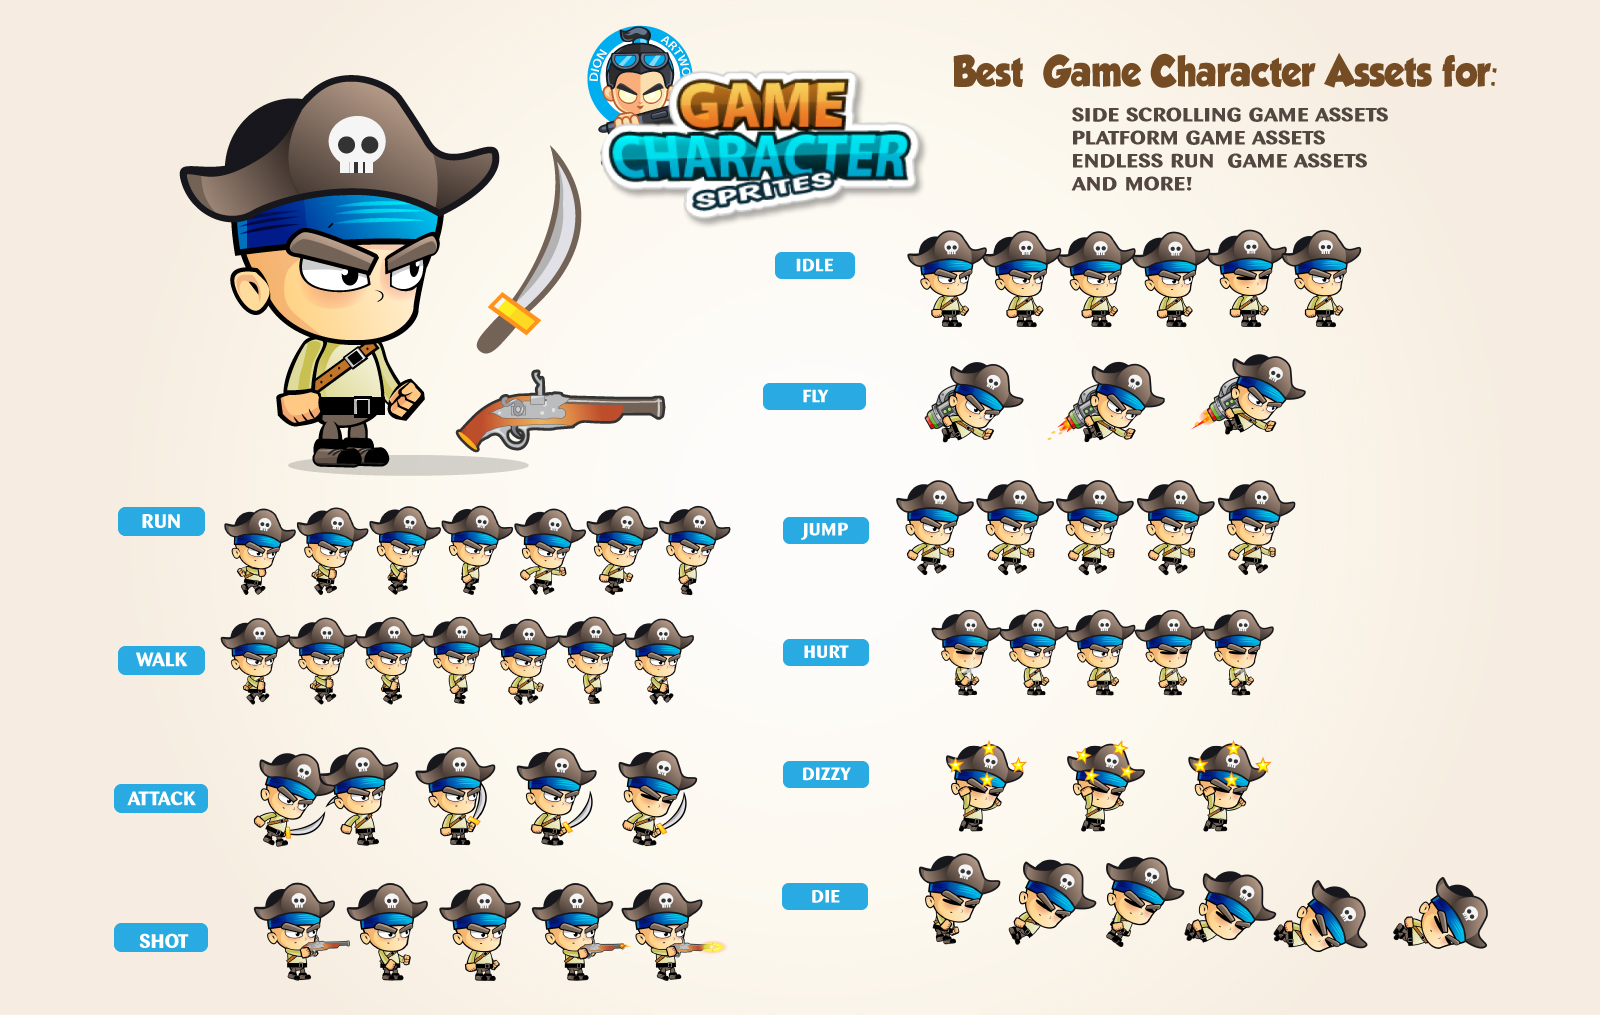 DION
ARTWO
GAME
CHARACTER
SPRITES
Best Game Character Assets for:
SIDE SCROLLING GAME ASSETS
PLATFORM GAME ASSETS
ENDLESS RUN GAME ASSETS
AND MORE!
IDLE
FLY
RUN
JUMP
WALK
HURT
ATTACK
DIZZY
SHOT
DIE